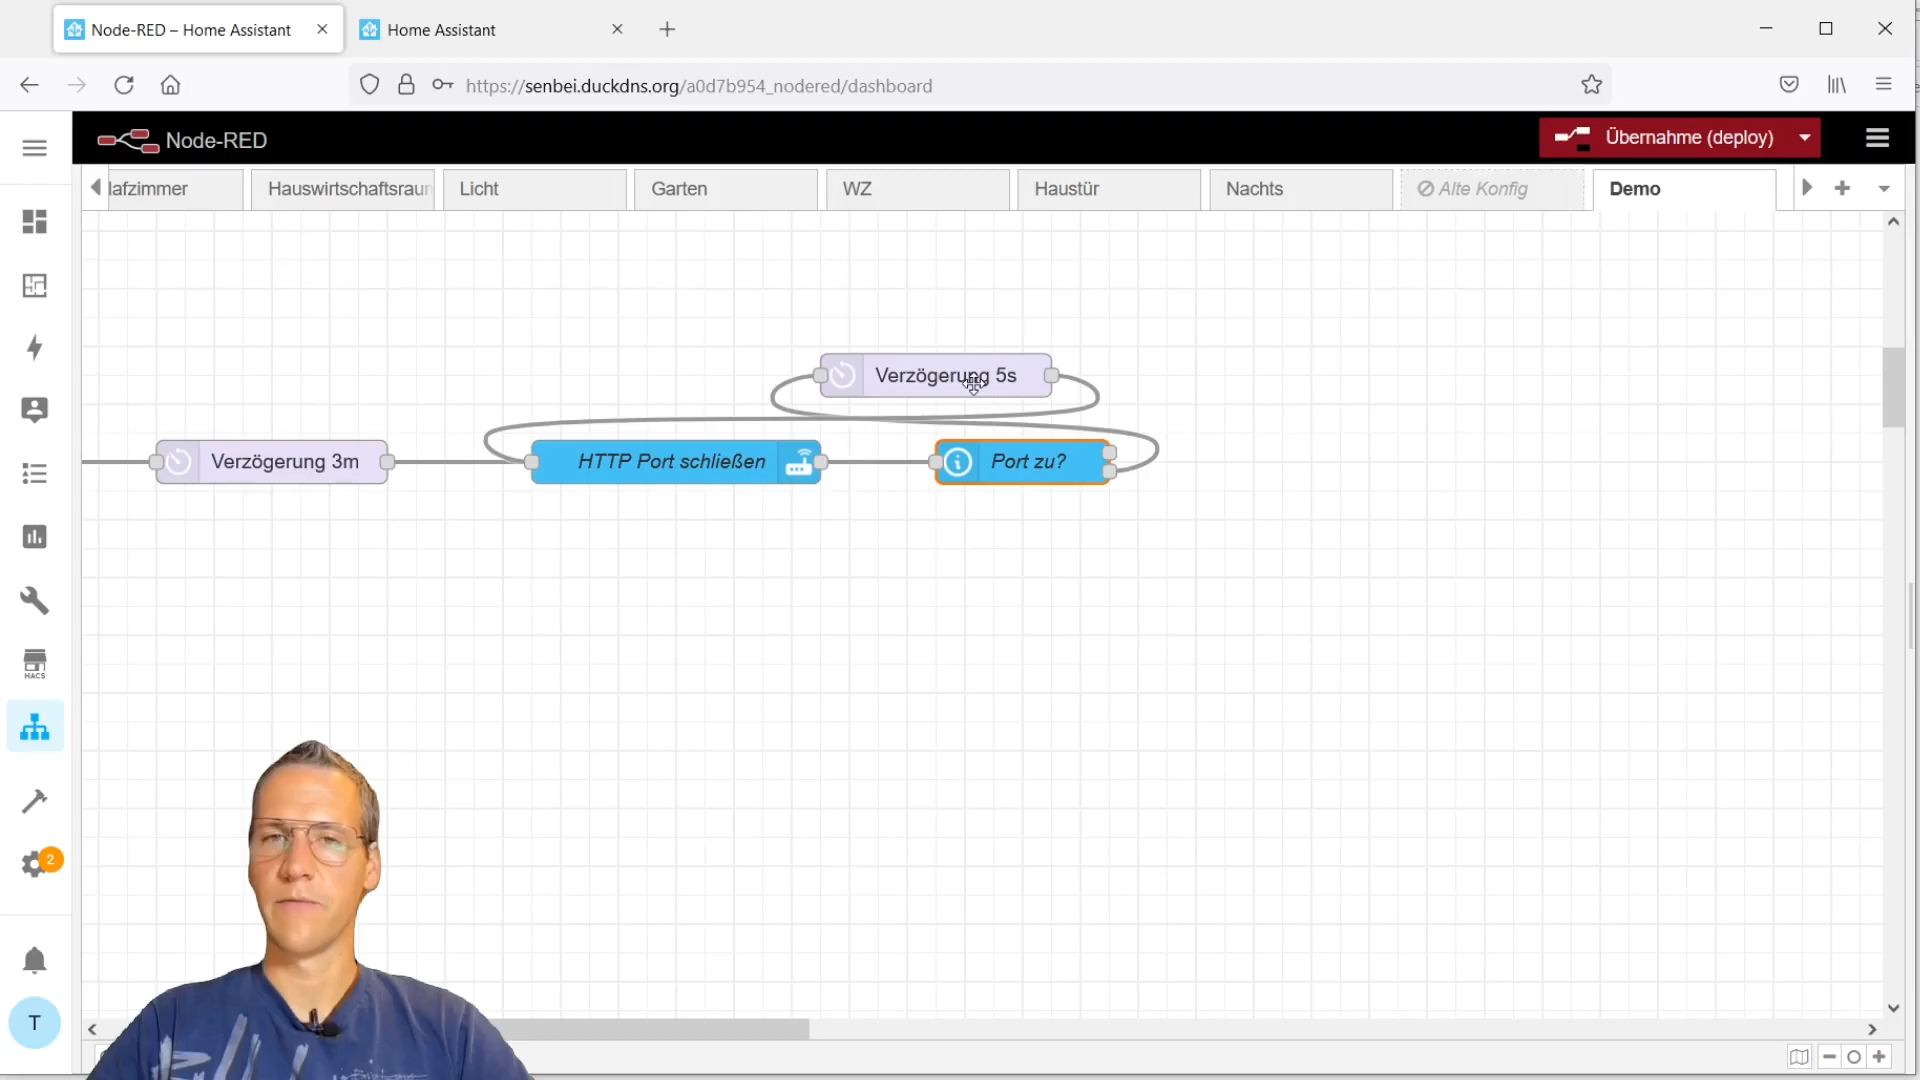 Node-RED – Home Assistant
Home Assistant
https://senbei.duckdns.org/a0d7b954_nodered/dashboard
Node-RED
Übernahme (deploy)
lafzimmer
Hauswirtschaftsraun
Licht
Garten
WZ
Haustür
Nachts
Alte Konfig
Demo
Verzögerung 5s
Verzögerung 3m
HTTP Port schließen
Port zu?
HACS
2
T